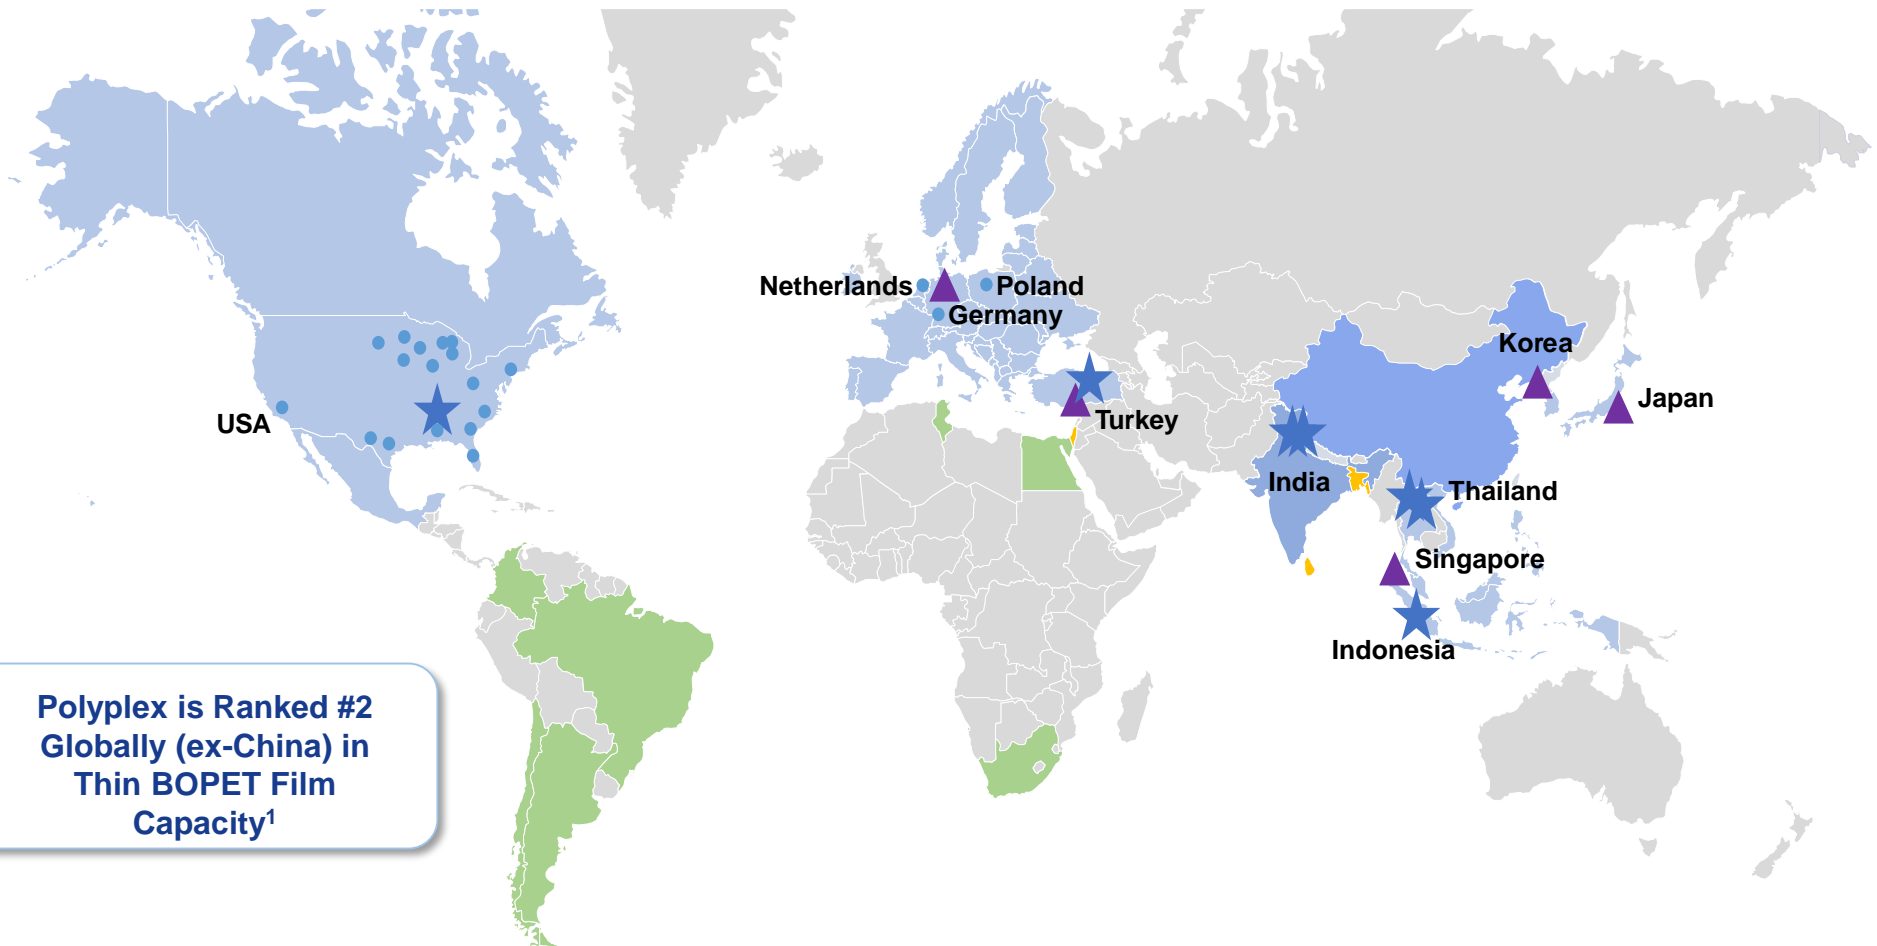 Netherlands
Poland
Germany
Korea
Japan
USA
Turkey
India
Thailand
Singapore
Indonesia
Polyplex is Ranked #2
Globally (ex-China) in
Thin BOPET Film
Capacity¹